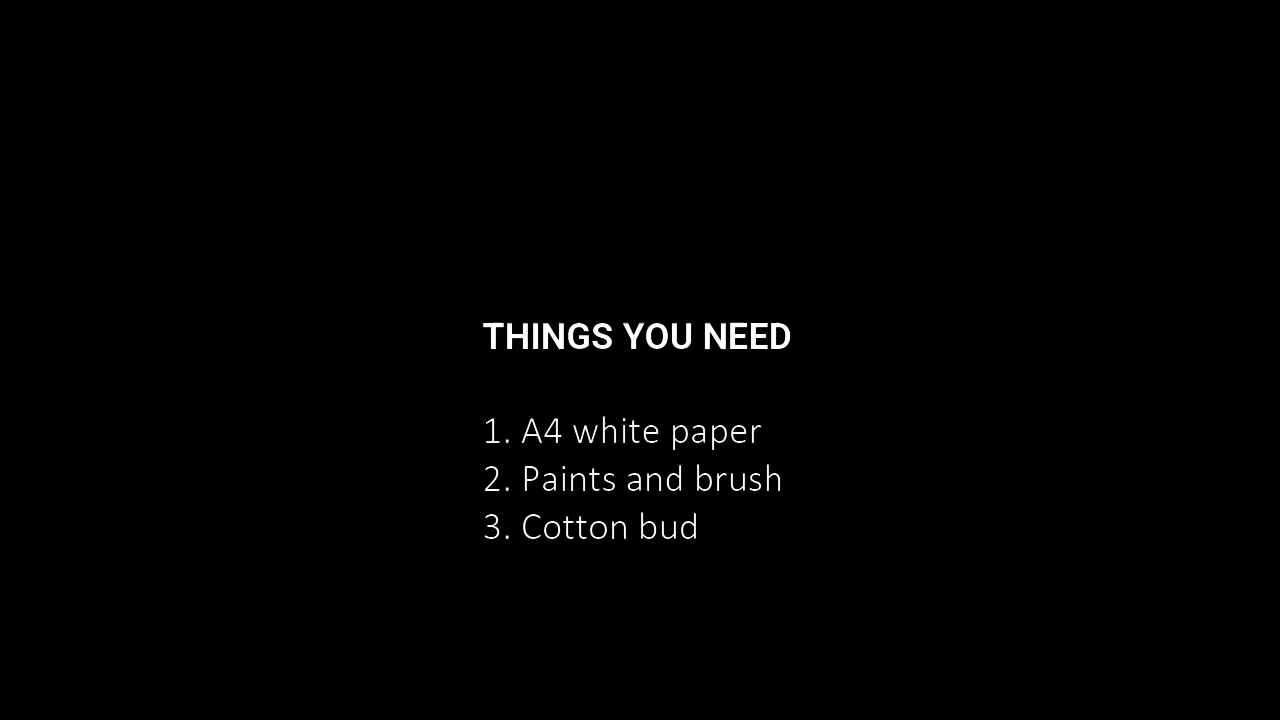 THINGS YOU NEED
1. A4 white paper
2. Paints and brush
3. Cotton bud